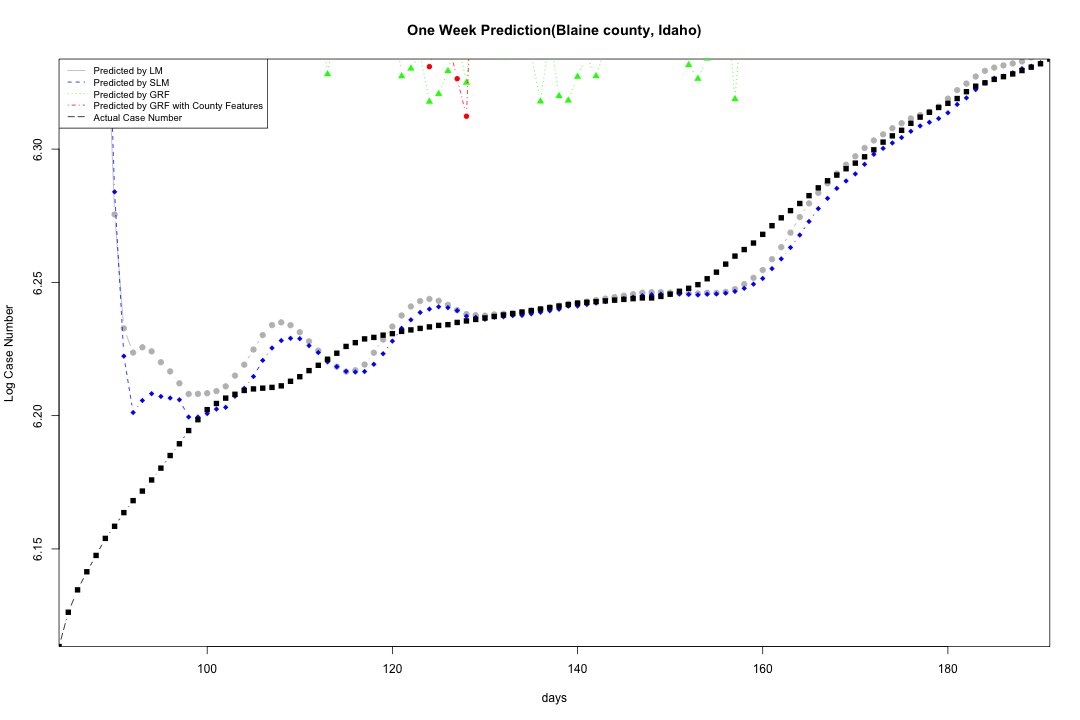 One Week Prediction(Blaine county, Idaho)
Predicted by LM
Predicted by SLM
Predicted by GRF
Predicted by GRF with County Features
Actual Case Number
Log Case Number
6.30
6.25
6.20
6.15
100
120
140
160
180
days